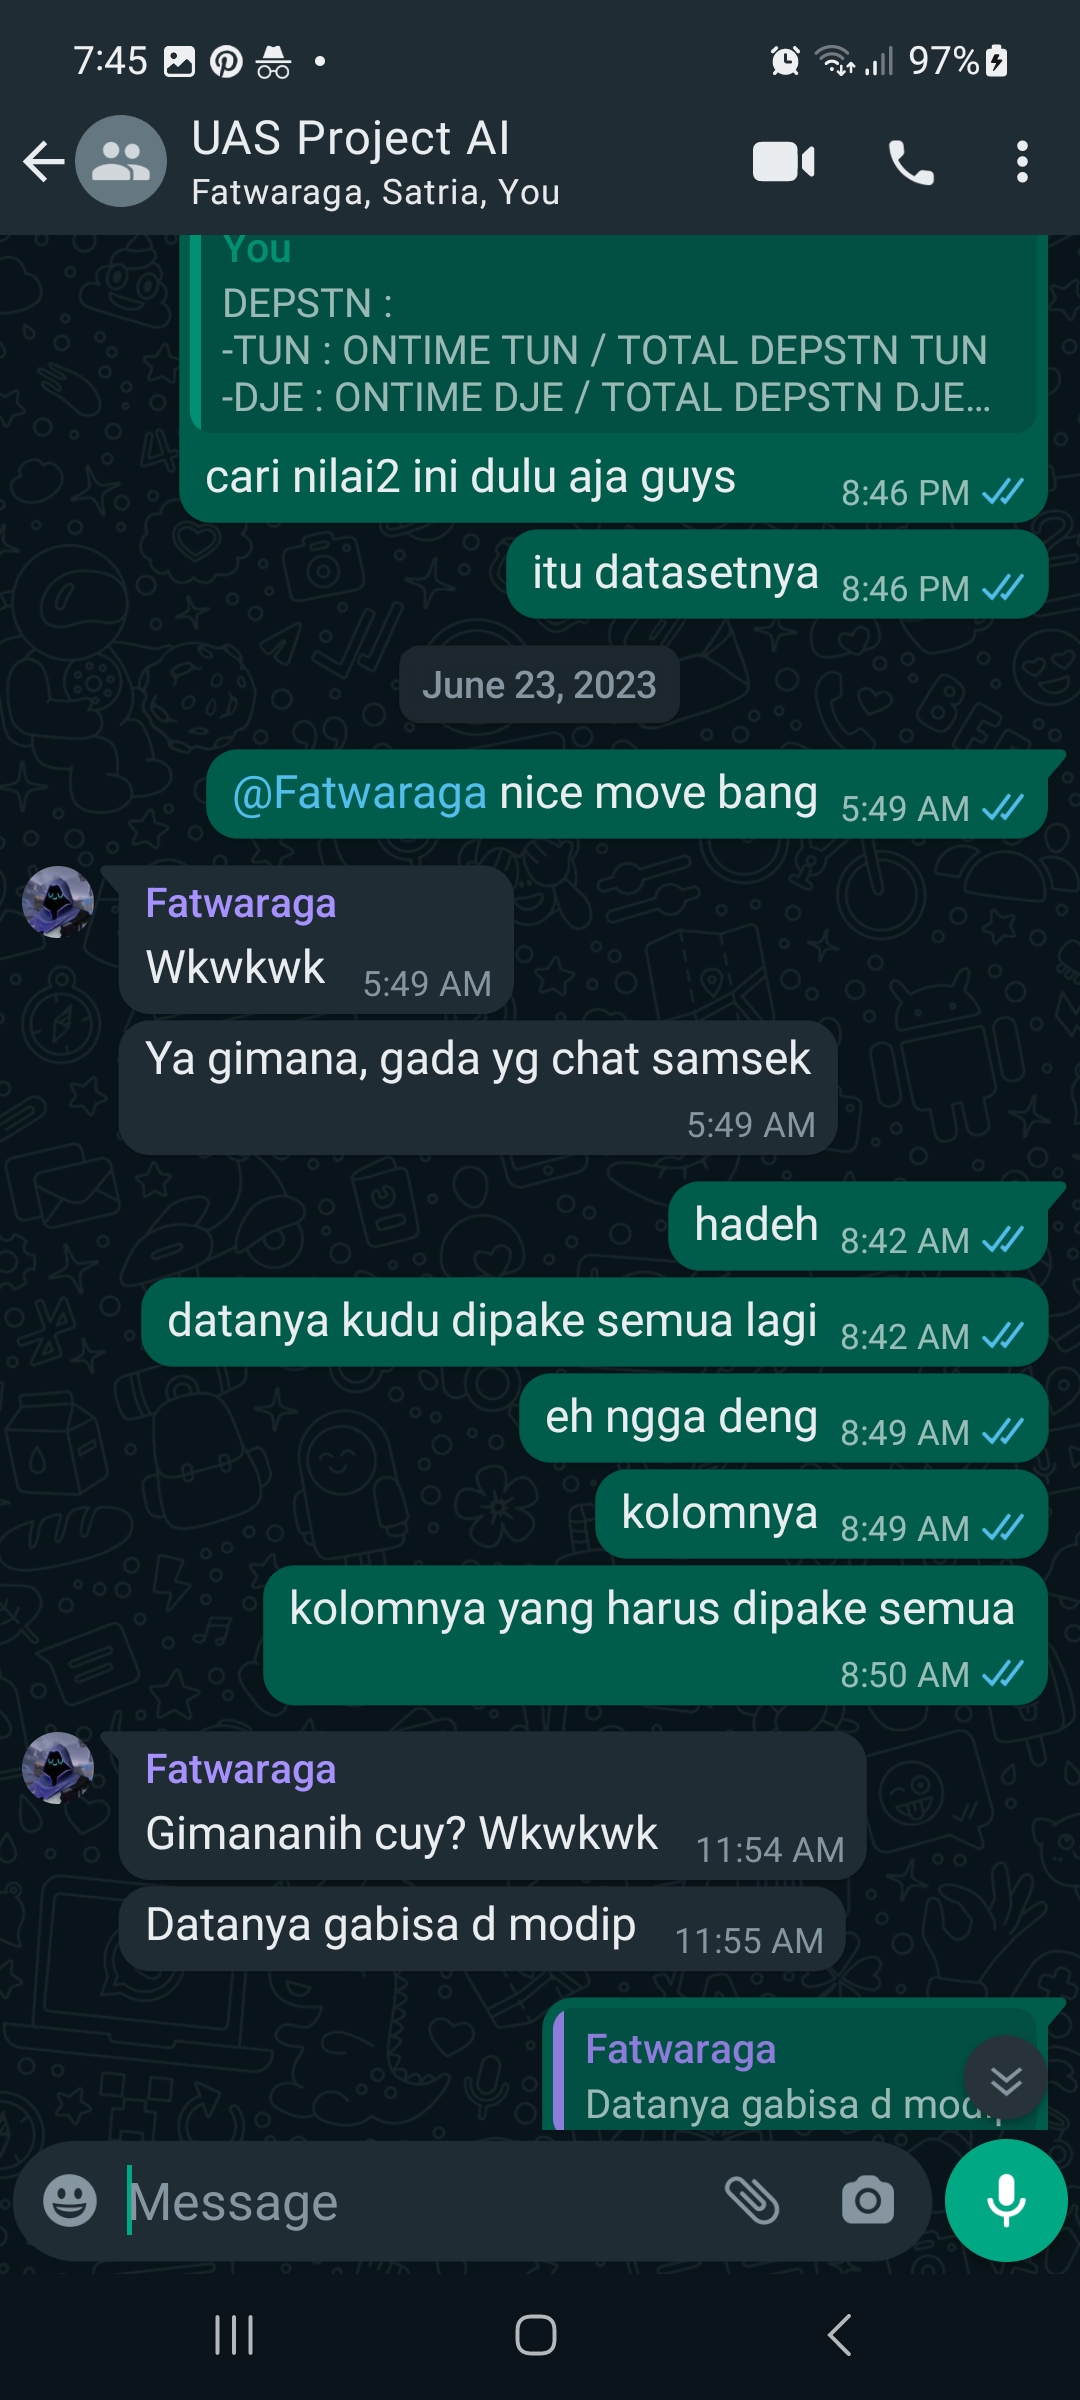 7:45
97%
UAS Project AI
Fatwaraga, Satria, You
You
DEPSTN :
-TUN : ONTIME TUN / TOTAL DEPSTN TUN
-DJE : ONTIME DJE / TOTAL DEPSTN DJE...
cari nilai2 ini dulu aja guys
8:46 PM
itu datasetnya 8:46 PM
June 23, 2023
@Fatwaraga nice move bang 5:49 AM
Fatwaraga
Wkwkwk 5:49 AM
Ya gimana, gada yg chat samsek
5:49 AM
hadeh 8:42 AM
datanya kudu dipake semua lagi 8:42 AM
eh ngga deng 8:49 AM
kolomnya 8:49 AM
kolomnya yang harus dipake semua
8:50 AM
Fatwaraga
Gimananih cuy? Wkwkwk 11:54 AM
Datanya gabisa d modip 11:55 AM
Fatwaraga
Datanya gabisa d modip
Message